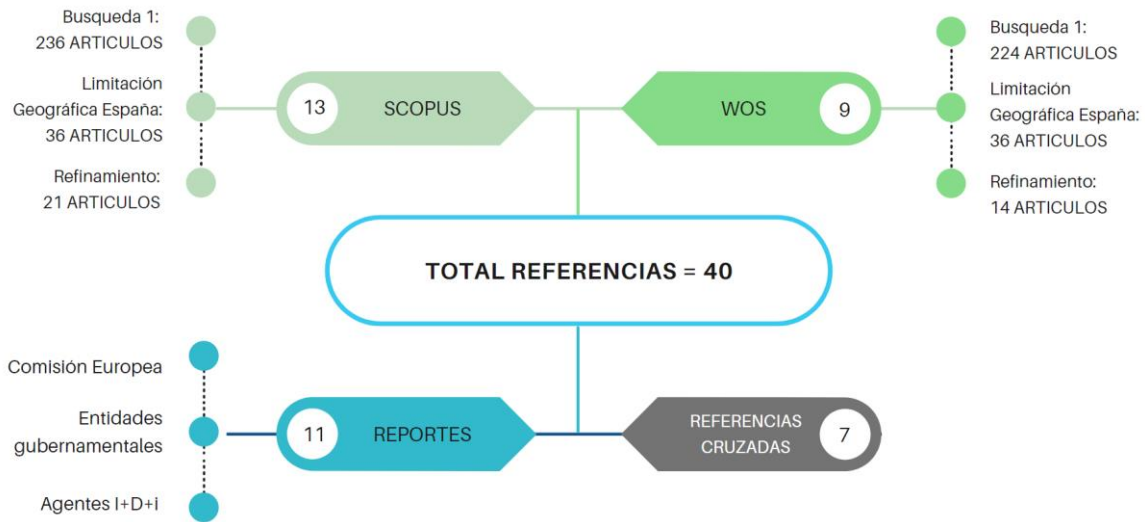 Busqueda 1:
236 ARTICULOS
Limitación
Geográfica España:
36 ARTICULOS
Refinamiento:
21 ARTICULOS
13
SCOPUS
WOS
9
Busqueda 1:
224 ARTICULOS
Limitación
Geográfica España:
36 ARTICULOS
Refinamiento:
14 ARTICULOS
TOTAL REFERENCIAS = 40
Comisión Europea
Entidades
gubernamentales
Agentes I+D+i
11
REPORTES
REFERENCIAS
CRUZADAS
7